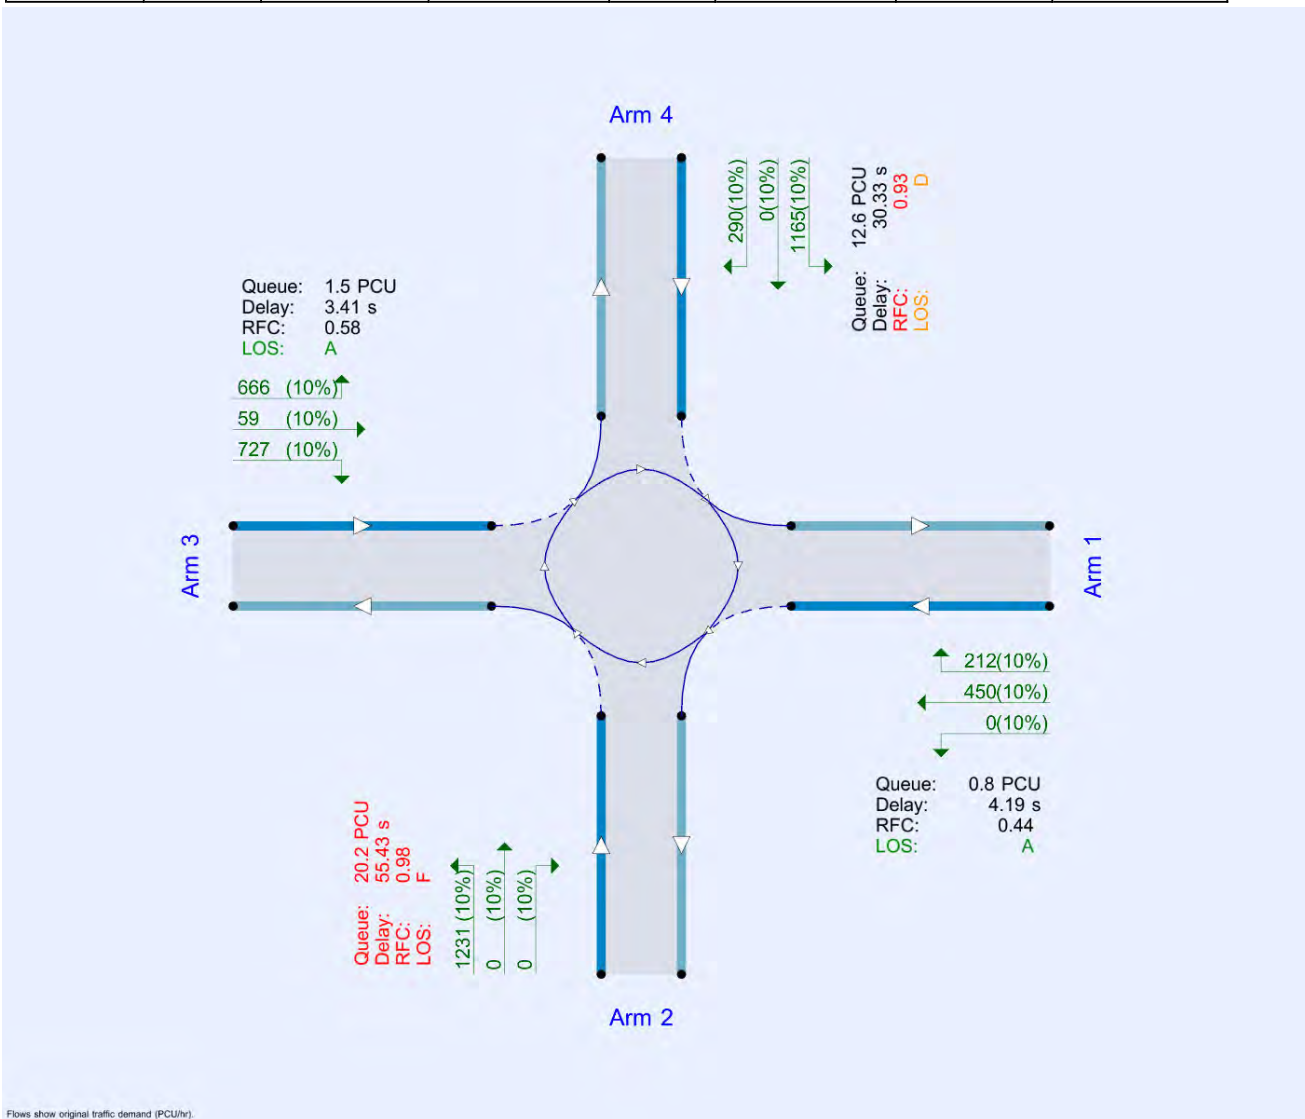 Arm 4
290(10%)
0(10%)
1165(10%)
Queue: 12.6 PCU
Delay: 30.33 s
RFC: 0.93
LOS: D
Queue: 1.5 PCU
Delay: 3.41 s
RFC: 0.58
LOS: A
666 (10%)
59 (10%)
727 (10%)
Arm 3
Arm 1
212(10%)
450(10%)
0(10%)
Queue: 0.8 PCU
Delay: 4.19 s
RFC: 0.44
LOS: A
Queue: 20.2 PCU
Delay: 55.43 s
RFC: 0.98
LOS: F
1231 (10%)
0 (10%)
0 (10%)
Arm 2
Flows show original traffic demand (PCU/hr).